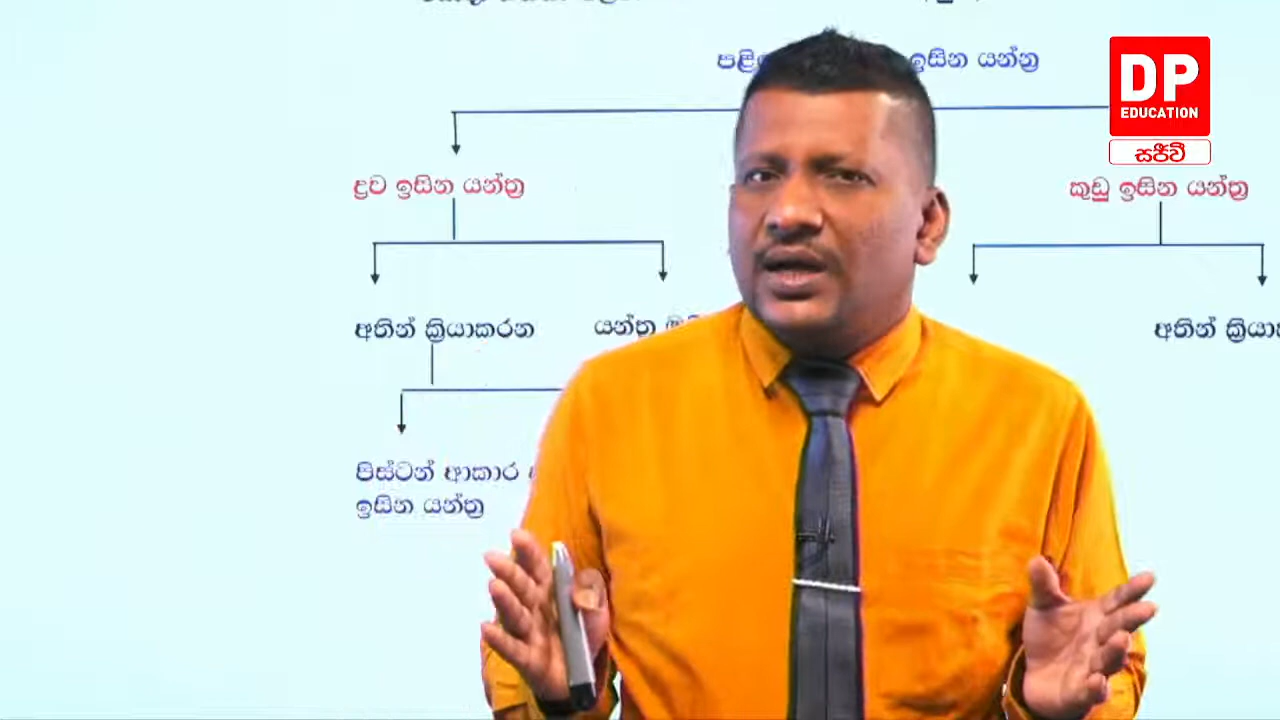 ඉසින යන්ත්‍ර
DP
EDUCATION
සජීවී
ද්‍රව ඉසින යන්ත්‍ර
කුඩු ඉසින යන්ත්‍ර
අතින් ක්‍රියාකරන
යන්ත්‍ර
අතින්
පිස්ටන් ආකාර
ඉසින යන්ත්‍ර